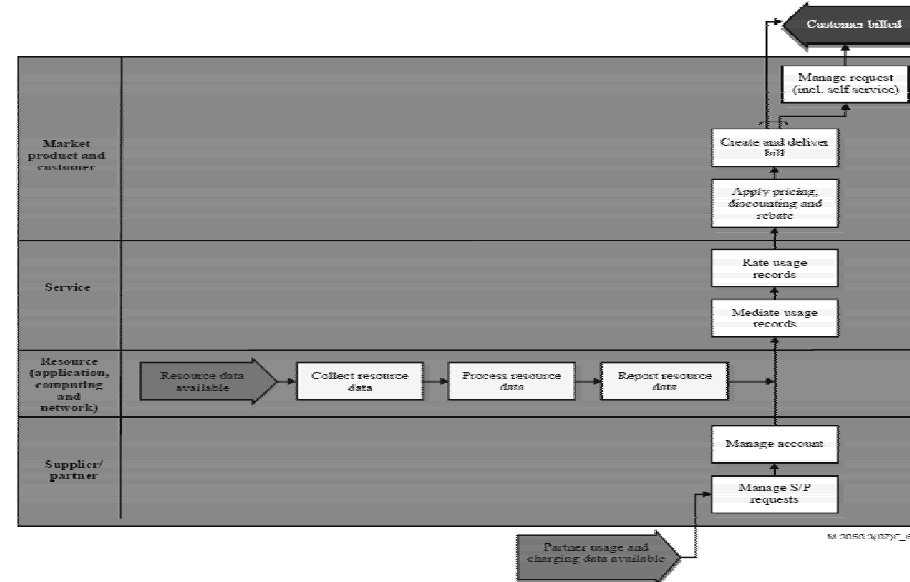 Customer billed
Manage request
(incl. self service)
Market
product and
customer
Create and deliver
bill
Apply pricing,
discounting and
rebate
Service
Rate usage
records
Mediate usage
records
Resource
(application,
computing
and
network)
Resource data
available
Collect resource
data
Process resource
data
Report resource
data
Supplier/
partner
Manage account
Manage S/P
requests
Partner usage and
charging data available